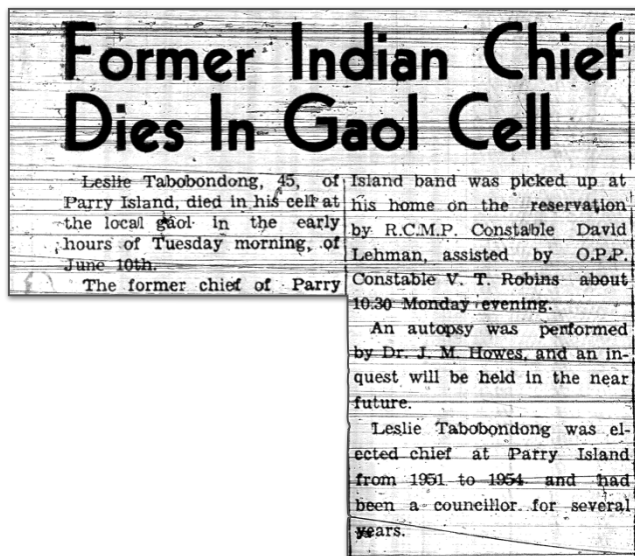 Former Indian Chief
Dies In Gaol Cell
Leslie Tabobondong, 45, of
Parry Island, died in his cell at
the local gaol in the early
hours of Tuesday morning, of
June 10th.
The former chief of Parry
Island band was picked up at
his home on the reservation
by R.C.M.P. Constable David
Lehman, assisted by O.P.P.
Constable V. T. Robins about
10.30 Monday evening.
An autopsy was performed
by Dr. J. M. Howes, and an in-
quest will be held in the near
future.
Leslie Tabobondong was el-
ected chief at Parry Island
from 1951 to 1954 and had
been a councillor for several
years.